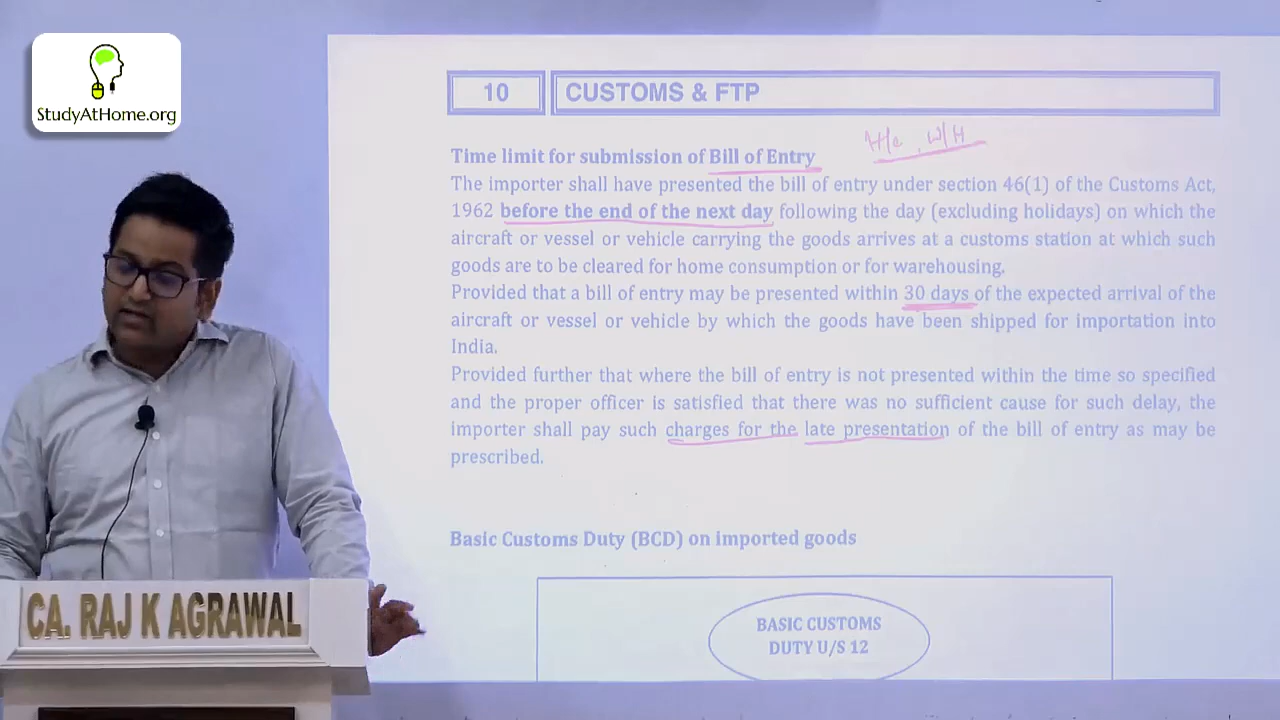 StudyAtHome.org
10
CUSTOMS & FTP
H/c , W/H
Time limit for submission of Bill of Entry
The importer shall have presented the bill of entry under section 46(1) of the Customs Act,
1962 before the end of the next day following the day (excluding holidays) on which the
aircraft or vessel or vehicle carrying the goods arrives at a customs station at which such
goods are to be cleared for home consumption or for warehousing.
Provided that a bill of entry may be presented within 30 days of the expected arrival of the
aircraft or vessel or vehicle by which the goods have been shipped for importation into
India.
Provided further that where the bill of entry is not presented within the time so specified
and the proper officer is satisfied that there was no sufficient cause for such delay, the
importer shall pay such charges for the late presentation of the bill of entry as may be
prescribed.
Basic Customs Duty (BCD) on imported goods
BASIC CUSTOMS
DUTY U/S 12
CA. RAJ K AGRAWAL